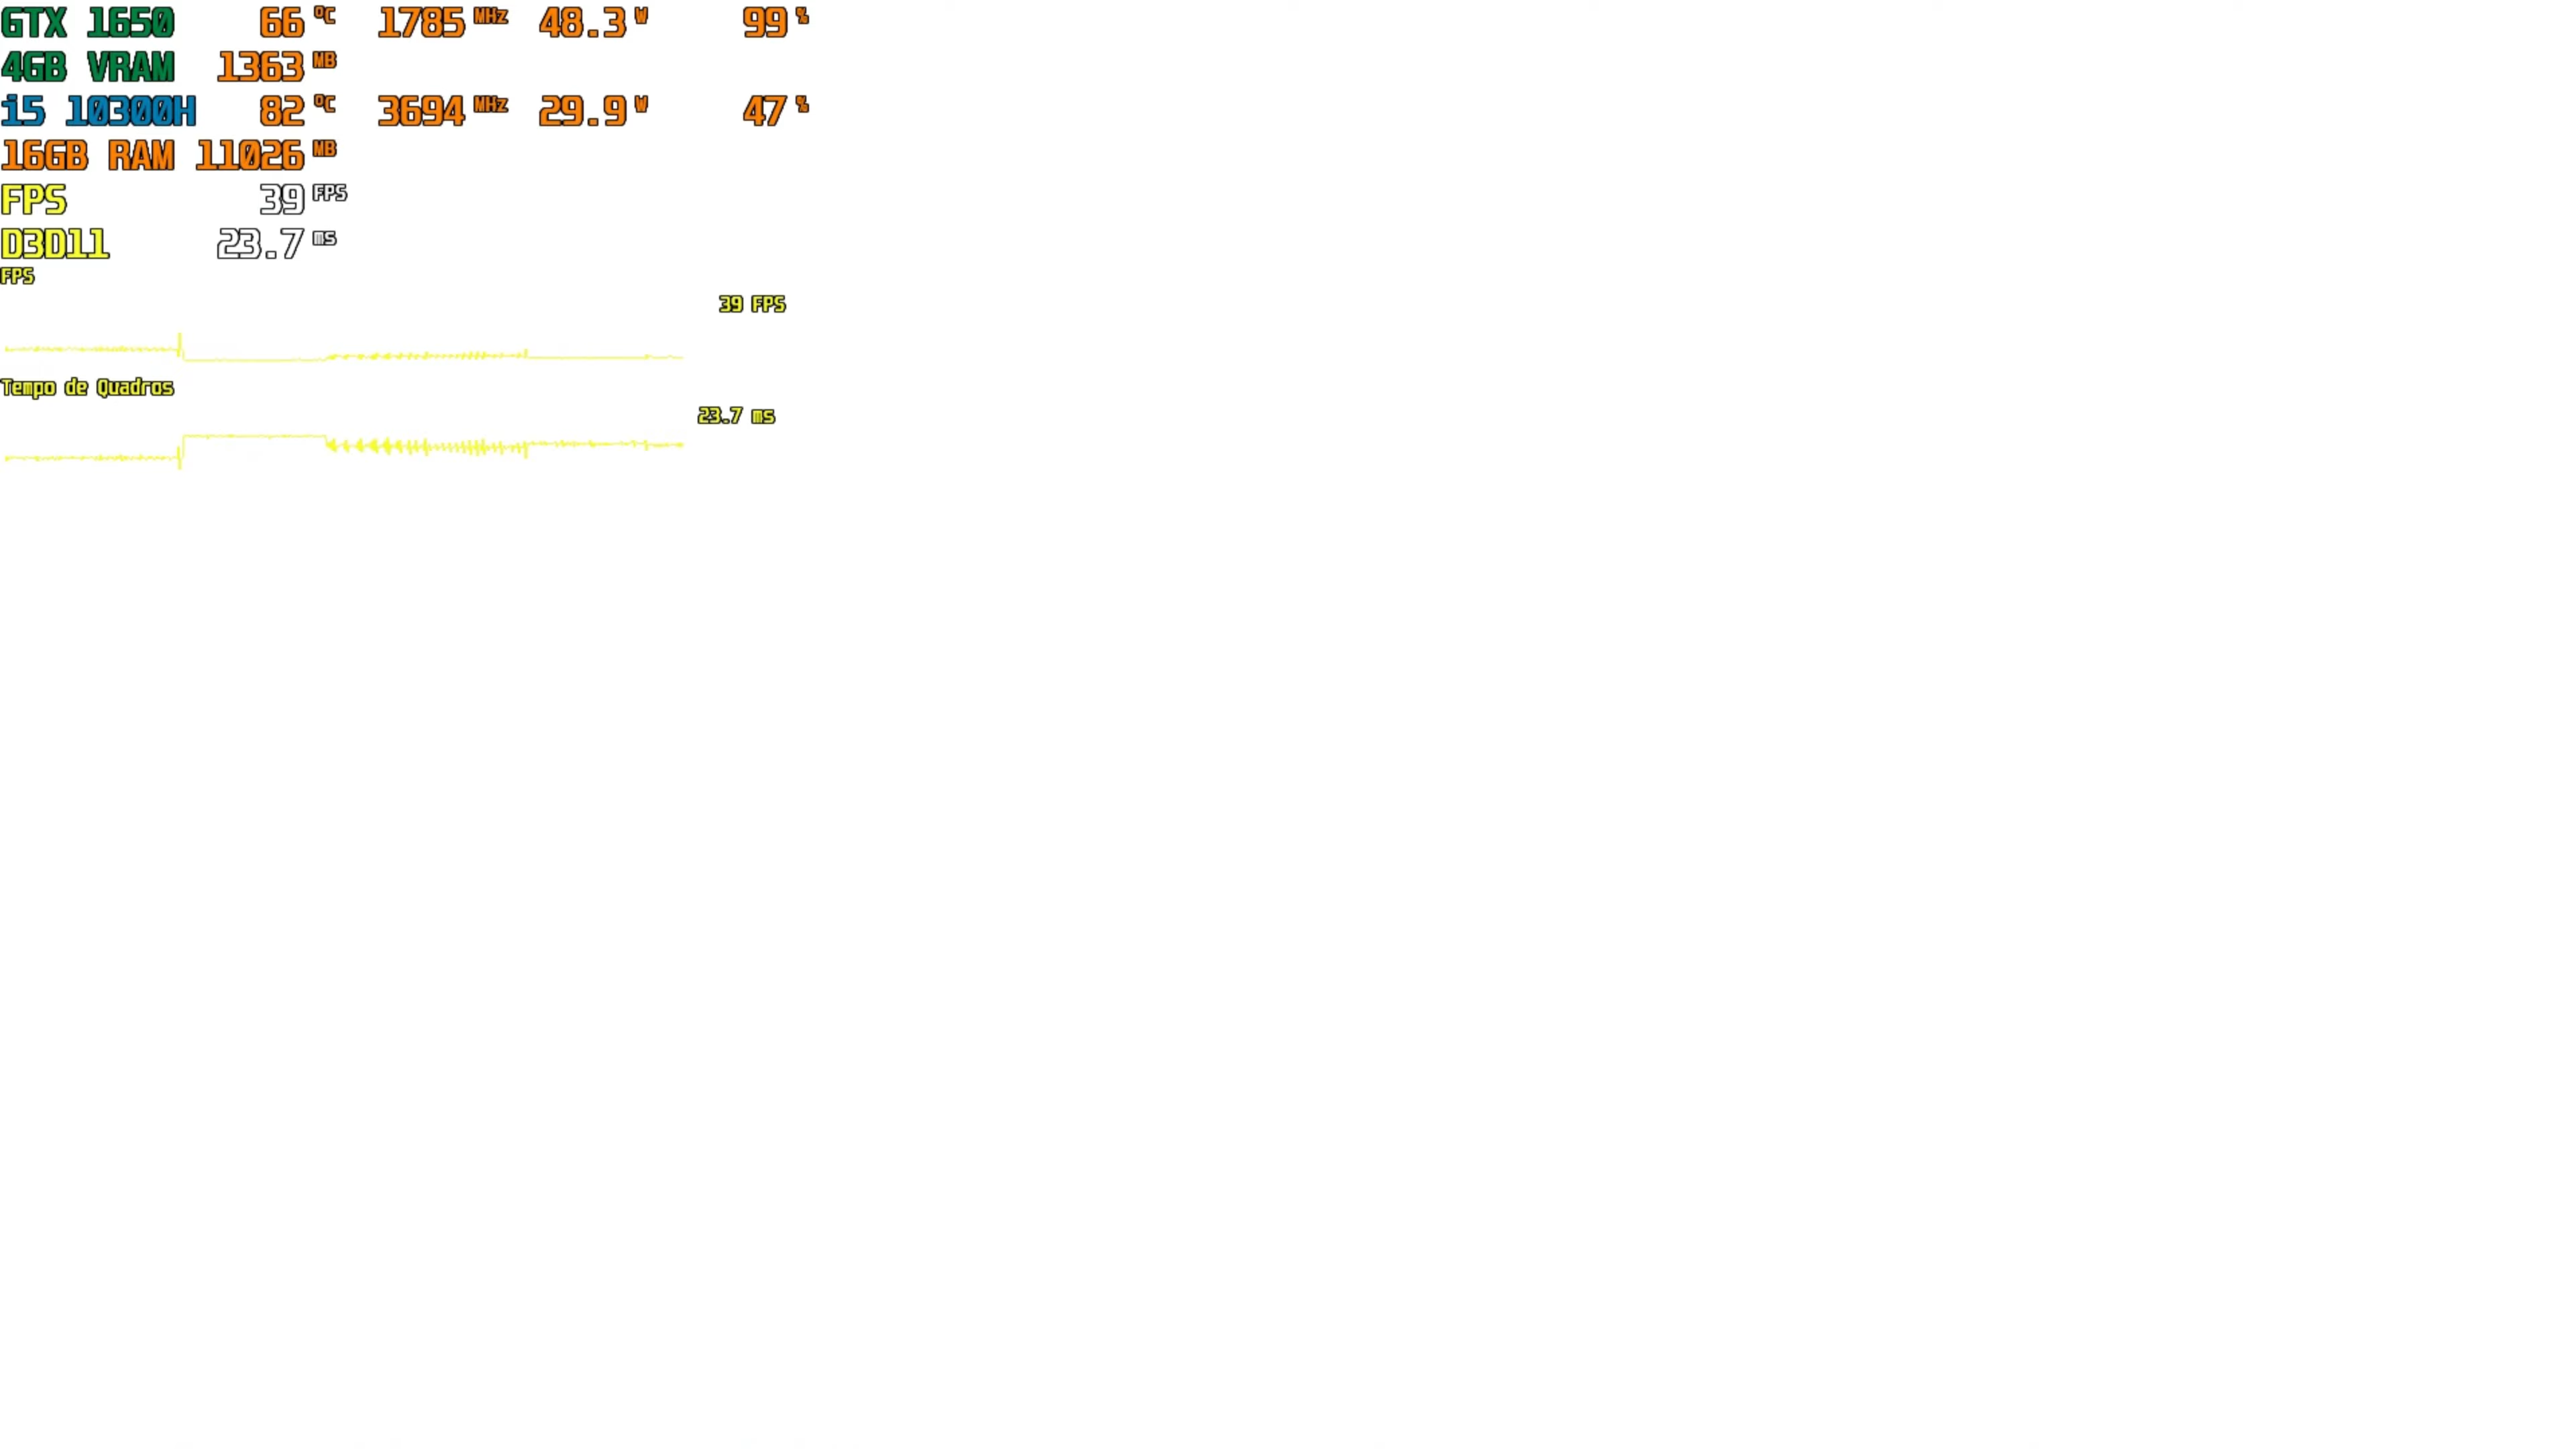 GTX 1650 66 °C 1785 MHz 48.3 W 99 %
4GB VRAM 1363 MB
i5 10300H 82 °C 3694 MHz 29.9 W 47 %
16GB RAM 11026 MB
FPS 39 FPS
D3D11 23.7 ms
FPS
39 FPS
Tempo de Quadros
23.7 ms